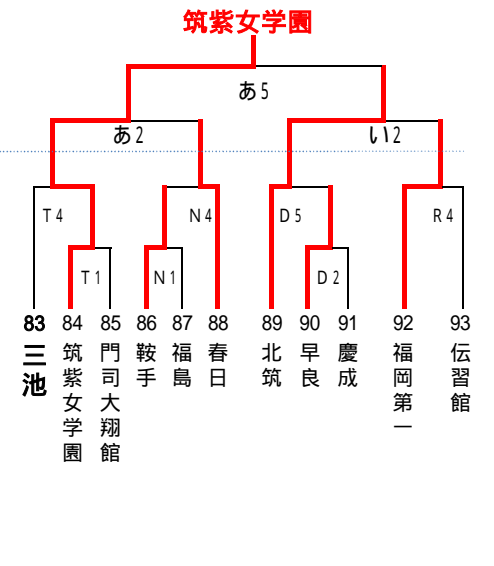 筑紫女学園
あ5
あ2
い2
T4
N4
D5
R4
T1
N1
D2
83 84 85 86 87 88 89 90 91 92 93
三池
筑紫女学園
門司大翔館
鞍手
福島
春日
北筑
早良
慶成
福岡第一
伝習館